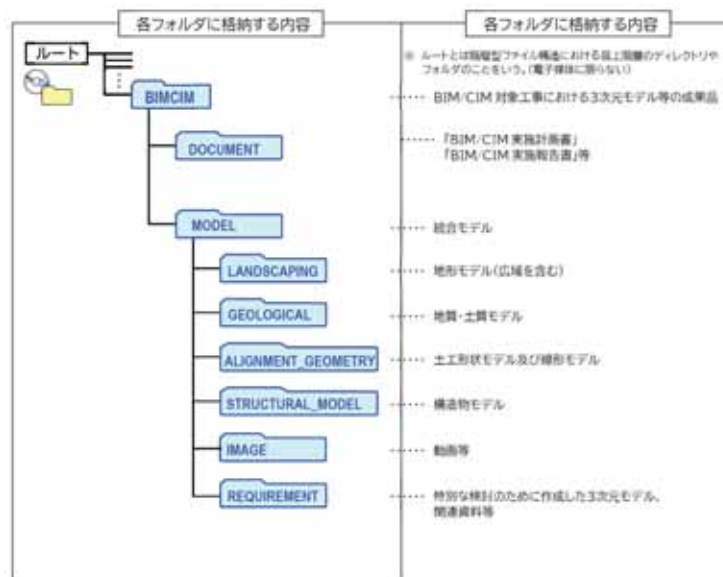 各フォルダに格納する内容
各フォルダに格納する内容
ルート
※ ルートとは階層型ファイル構造における最上階層のディレクトリや
フォルダのことをいう。(電子媒体に限らない)
BIMCIM
BIM/CIM 対象工事における3次元モデル等の成果品
DOCUMENT
「BIM/CIM 実施計画書」
「BIM/CIM 実施報告書」等
MODEL
統合モデル
LANDSCAPING
地形モデル(広域を含む)
GEOLOGICAL
地質・土質モデル
ALIGNMENT_GEOMETRY
土工形状モデル及び線形モデル
STRUCTURAL_MODEL
構造物モデル
IMAGE
動画等
REQUIREMENT
特別な検討のために作成した3次元モデル、
関連資料等